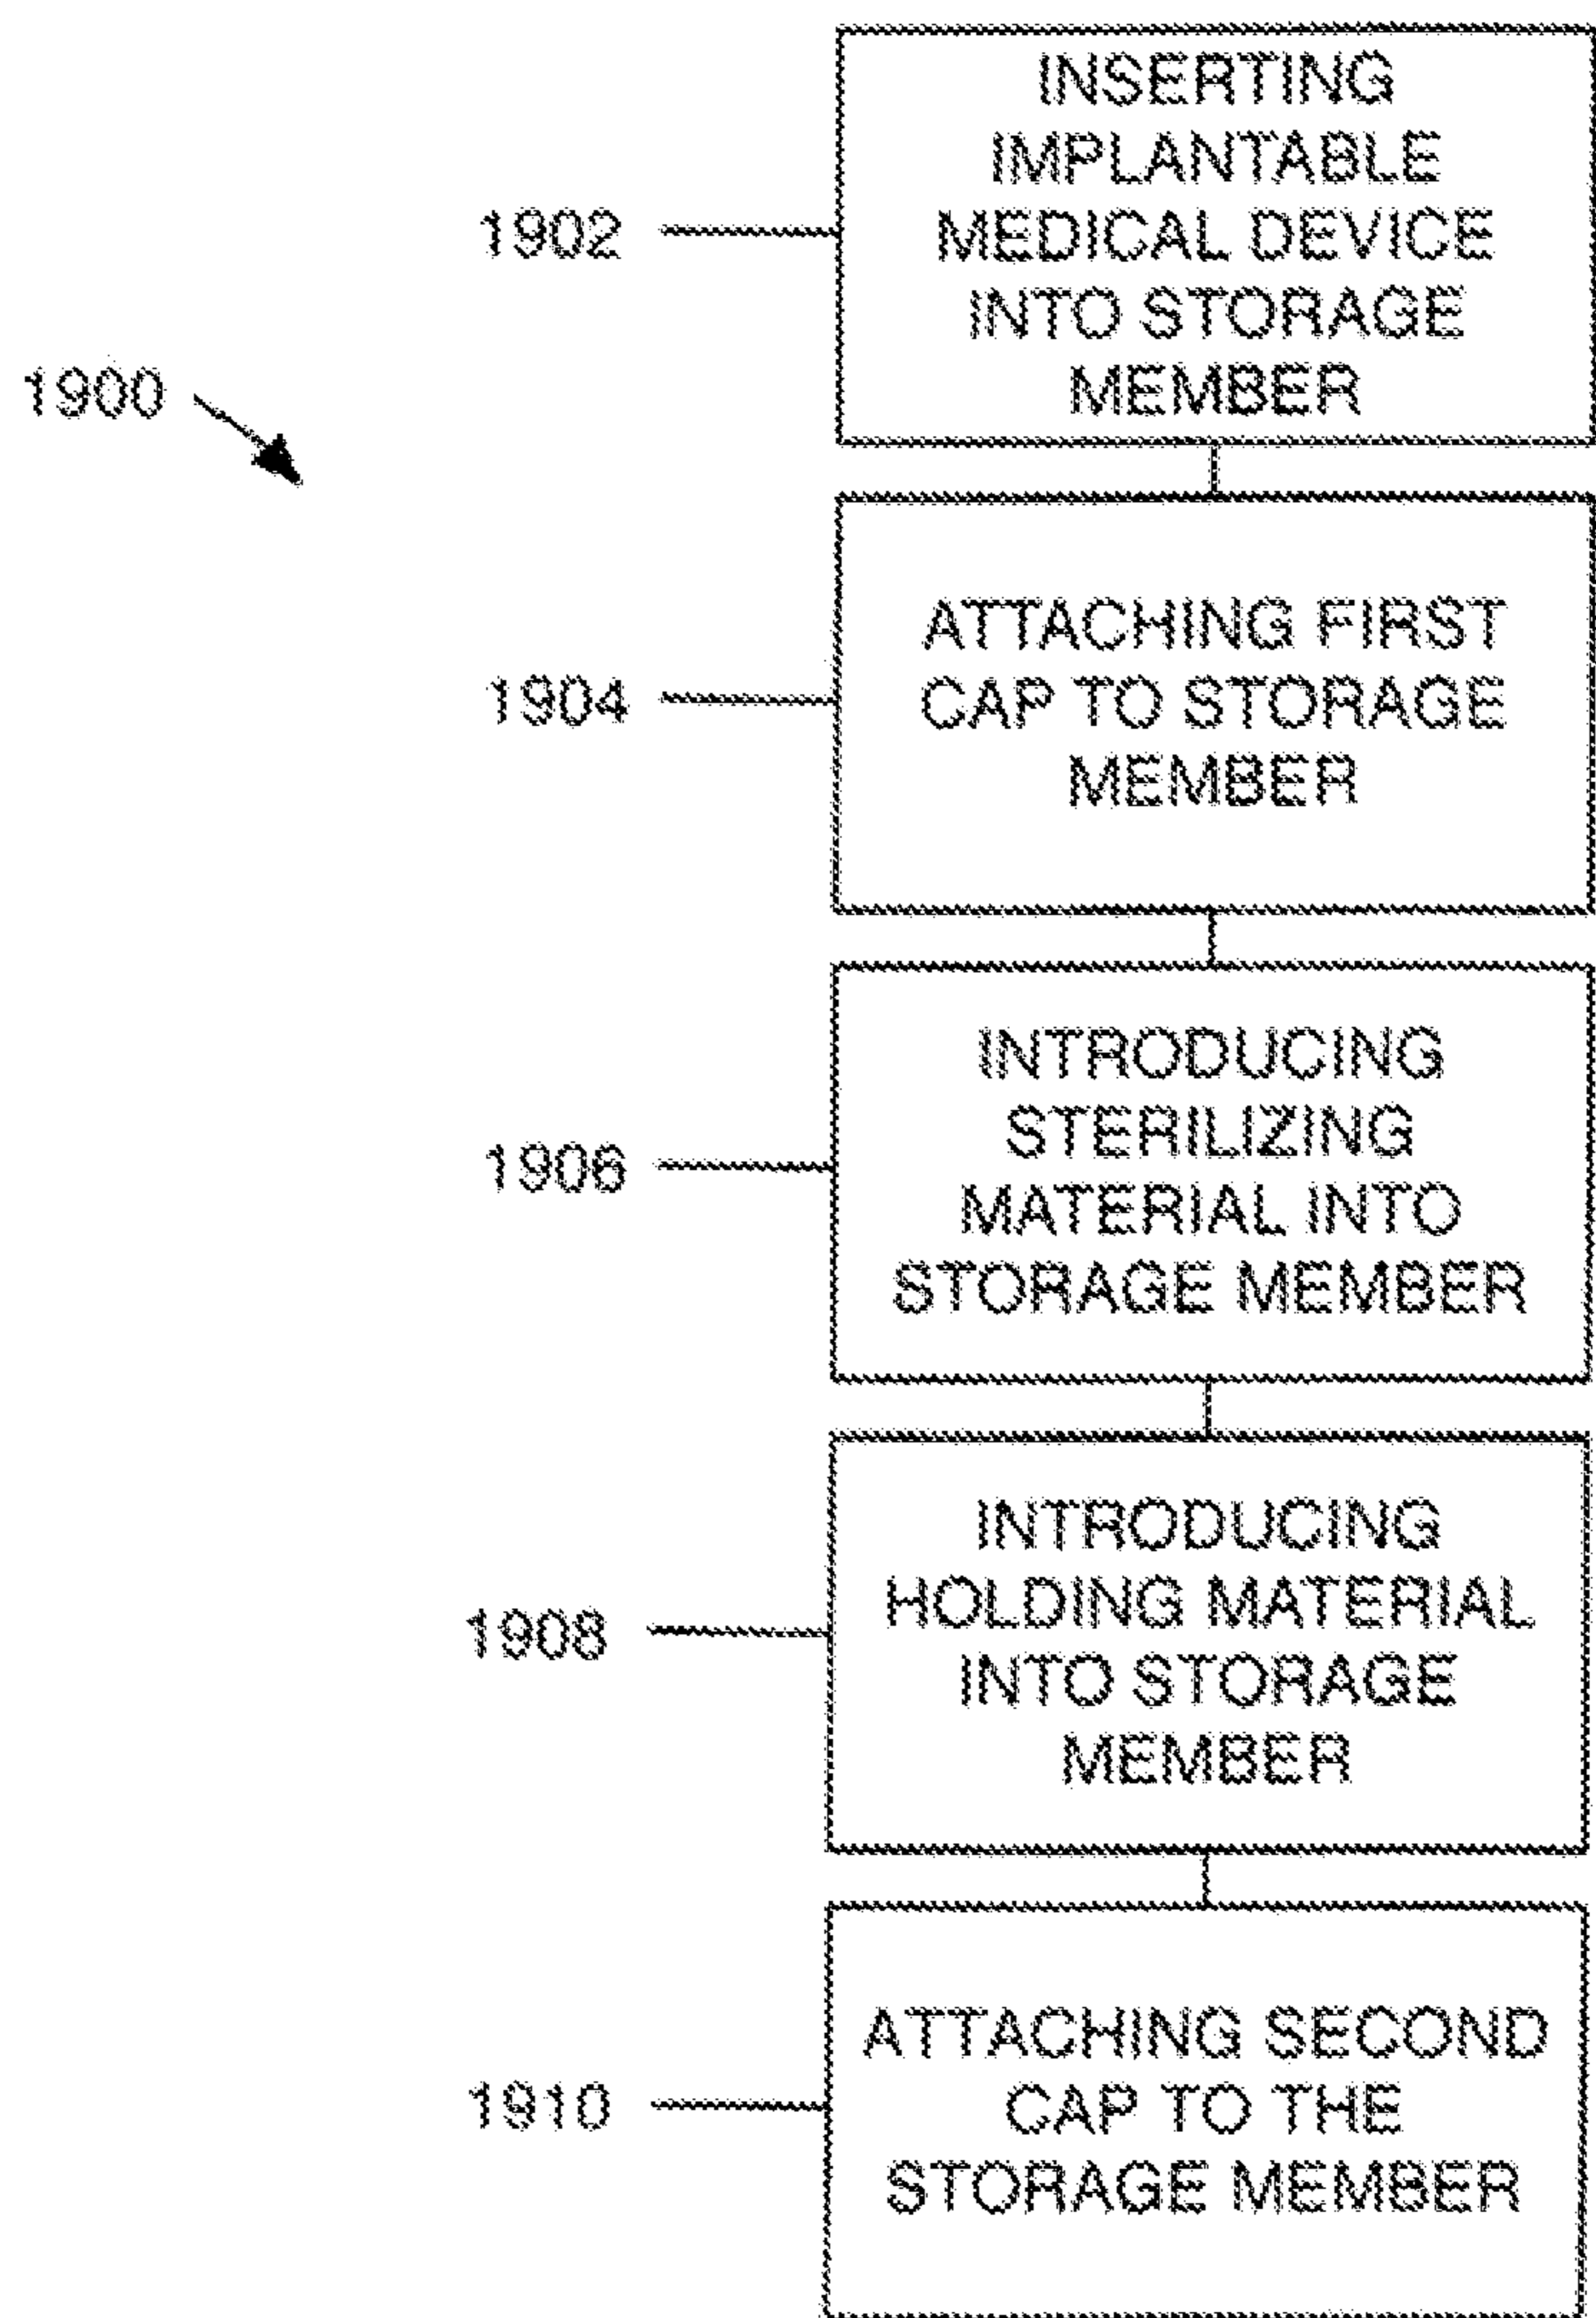 INSERTING
IMPLANTABLE
MEDICAL DEVICE
INTO STORAGE
MEMBER
1902
1900
ATTACHING FIRST
CAP TO STORAGE
MEMBER
1904
INTRODUCING
STERILIZING
MATERIAL INTO
STORAGE MEMBER
1906
INTRODUCING
HOLDING MATERIAL
INTO STORAGE
MEMBER
1908
ATTACHING SECOND
CAP TO THE
STORAGE MEMBER
1910